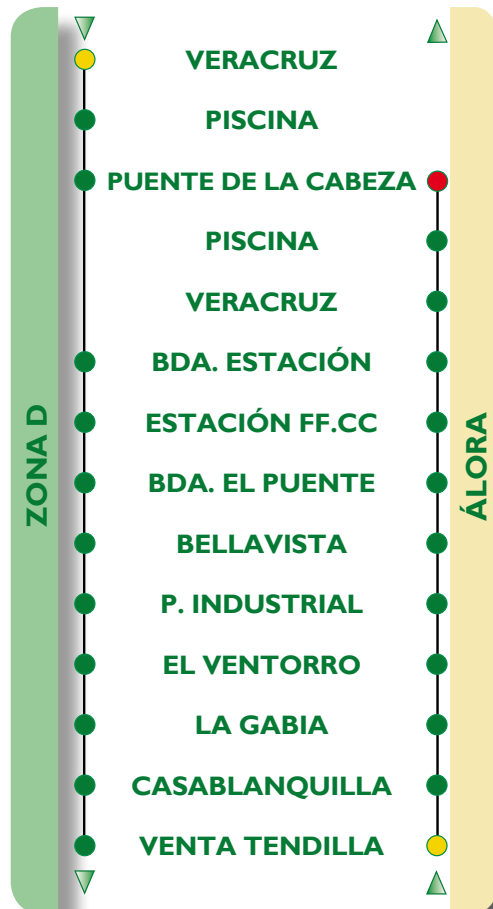 ZONA D
VERACRUZ
PISCINA
PUENTE DE LA CABEZA
PISCINA
VERACRUZ
BDA. ESTACIÓN
ESTACIÓN FF.CC
BDA. EL PUENTE
BELLAVISTA
P. INDUSTRIAL
EL VENTORRO
LA GABIA
CASABLANQUILLA
VENTA TENDILLA
ÁLORA